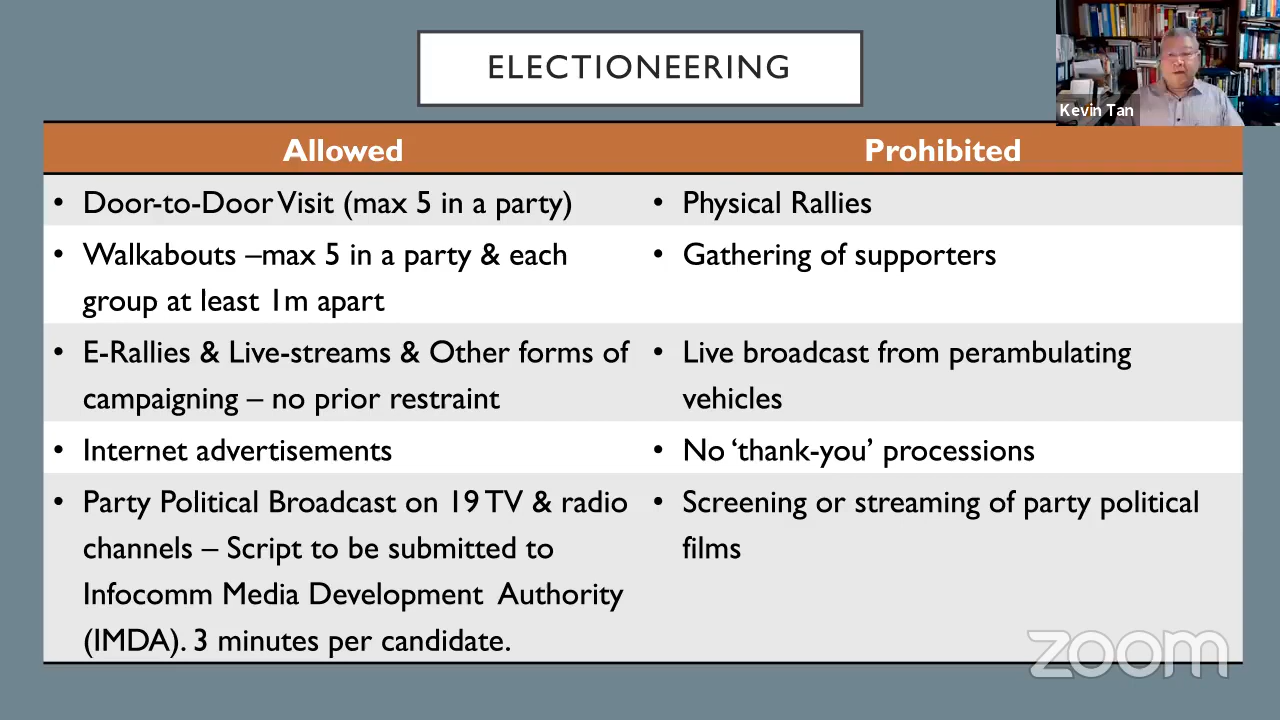 ELECTIONEERING
Kevin Tan
Allowed
Prohibited
• Door-to-Door Visit (max 5 in a party)
• Physical Rallies
• Walkabouts –max 5 in a party & each
group at least 1m apart
• Gathering of supporters
• E-Rallies & Live-streams & Other forms of
campaigning – no prior restraint
• Live broadcast from perambulating
vehicles
• Internet advertisements
• No ‘thank-you’ processions
• Party Political Broadcast on 19 TV & radio
channels – Script to be submitted to
Infocomm Media Development  Authority
(IMDA). 3 minutes per candidate.
• Screening or streaming of party political
films
zoom